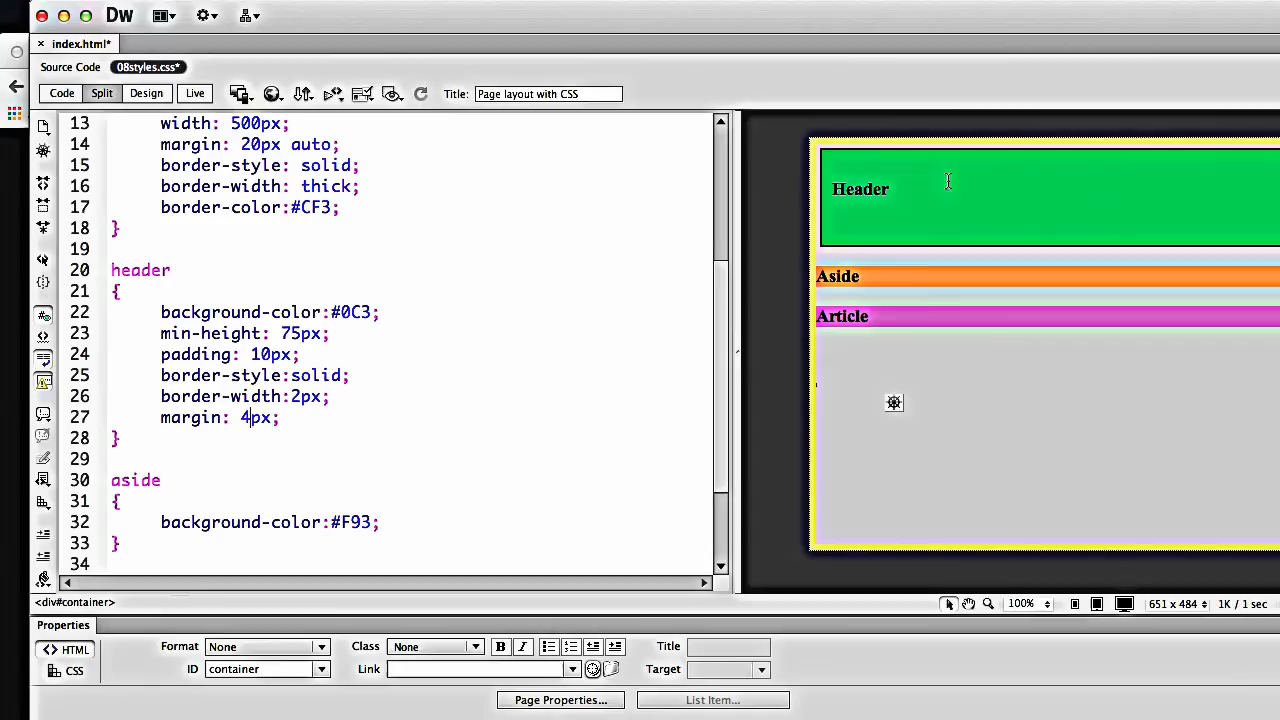 Dw
index.html*
Source Code 08styles.css*
Code Split Design Live Title: Page layout with CSS
13 width: 500px;
14 margin: 20px auto;
15 border-style: solid;
16 border-width: thick;
17 border-color:#CF3;
18 }
19
20 header
21 {
22 background-color:#0C3;
23 min-height: 75px;
24 padding: 10px;
25 border-style:solid;
26 border-width:2px;
27 margin: 4px;
28 }
29
30 aside
31 {
32 background-color:#F93;
33 }
34
Header
Aside
Article
<div#container> 100% 651 x 484 1K / 1 sec
Properties
<> HTML Format None Class None B I Title
CSS ID container Link Target
Page Properties... List Item...